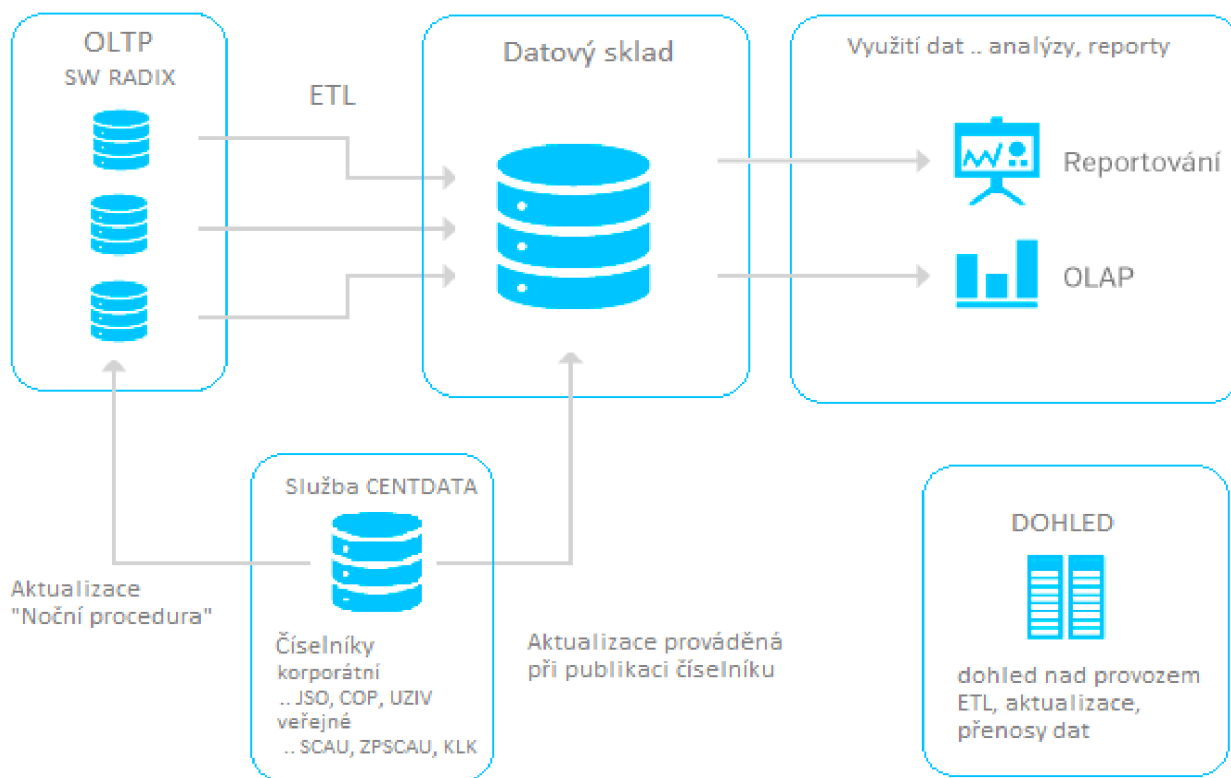 OLTP
SW RADIX
ETL
Datový sklad
Využití dat .. analýzy, reporty
Reportování
OLAP
Služba CENTDATA
Aktualizace
"Noční procedura"
Číselníky
korporátní
.. JSO, COP, UZIV
veřejné
.. SCAU, ZPSCAU, KLK
Aktualizace prováděná
při publikaci číselníku
DOHLED
dohled nad provozem
ETL, aktualizace,
přenosy dat